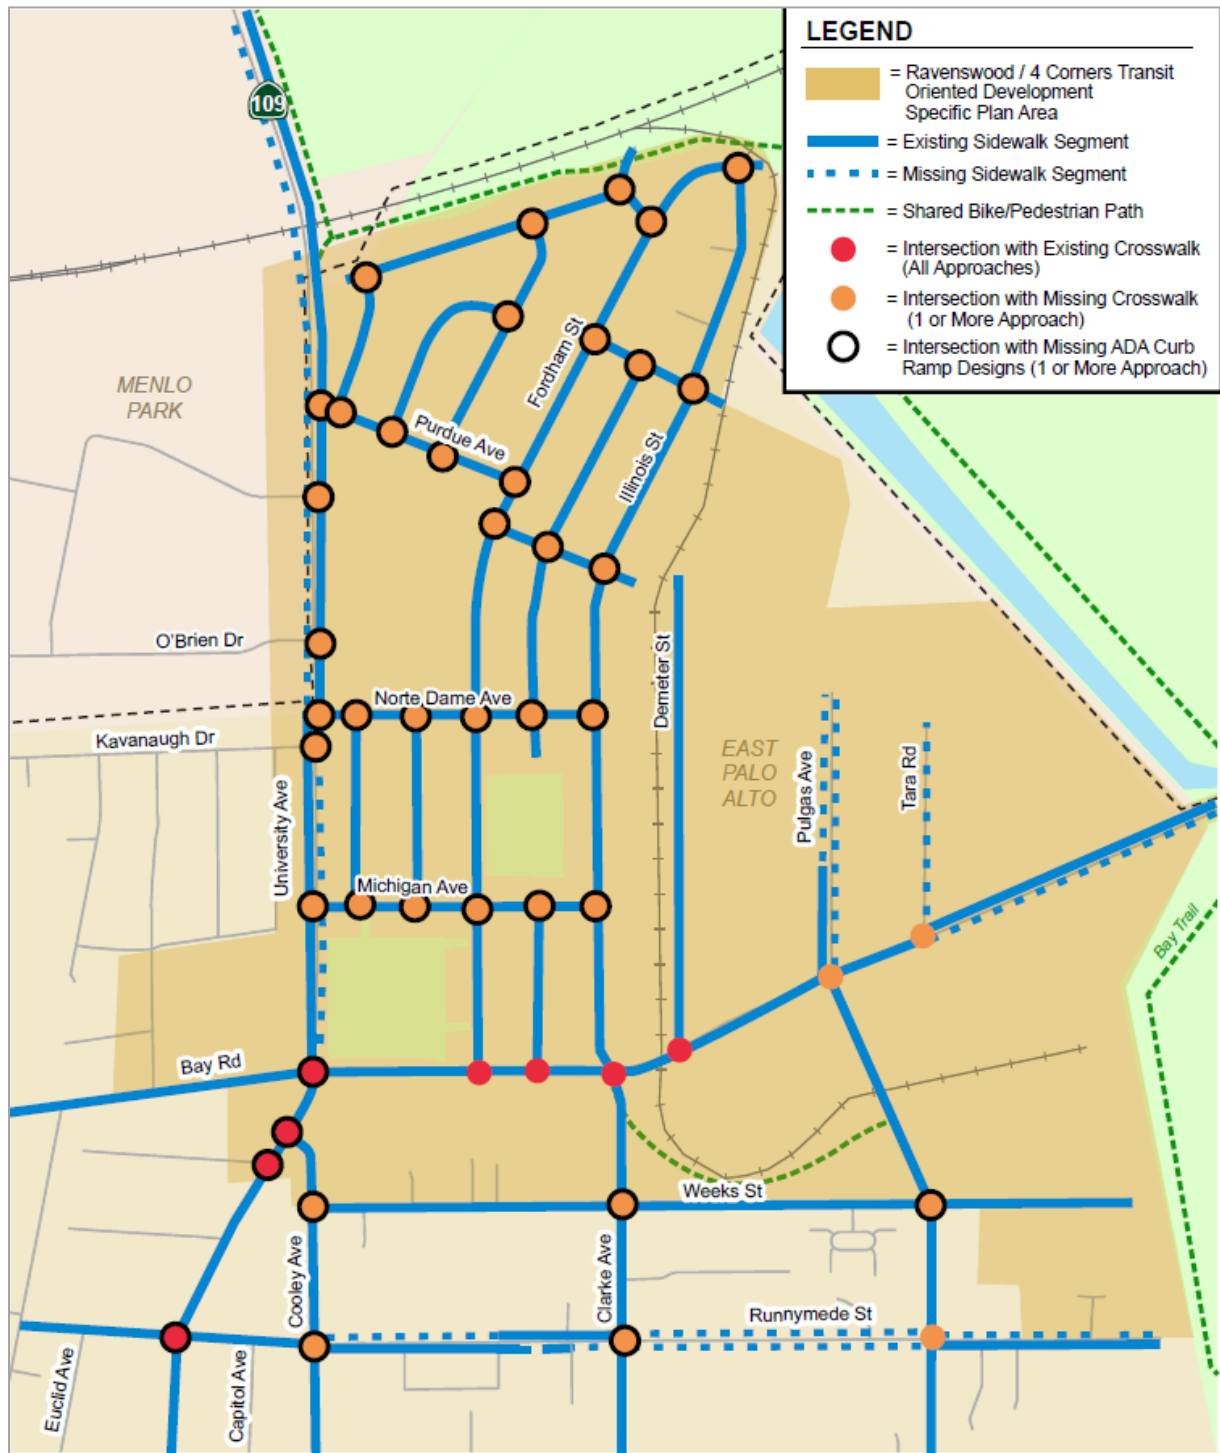 109
LEGEND
= Ravenswood / 4 Corners Transit
Oriented Development
Specific Plan Area
= Existing Sidewalk Segment
= Missing Sidewalk Segment
= Shared Bike/Pedestrian Path
= Intersection with Existing Crosswalk
(All Approaches)
= Intersection with Missing Crosswalk
(1 or More Approach)
= Intersection with Missing ADA Curb
Ramp Designs (1 or More Approach)
MENLO
PARK
Fordham St
Purdue Ave
Illinois St
O'Brien Dr
Norte Dame Ave
Demeter St
Kavanaugh Dr
EAST
PALO
ALTO
Pulgas Ave
Tara Rd
University Ave
Michigan Ave
Bay Trail
Bay Rd
Weeks St
Cooley Ave
Clarke Ave
Runnymede St
Euclid Ave
Capitol Ave